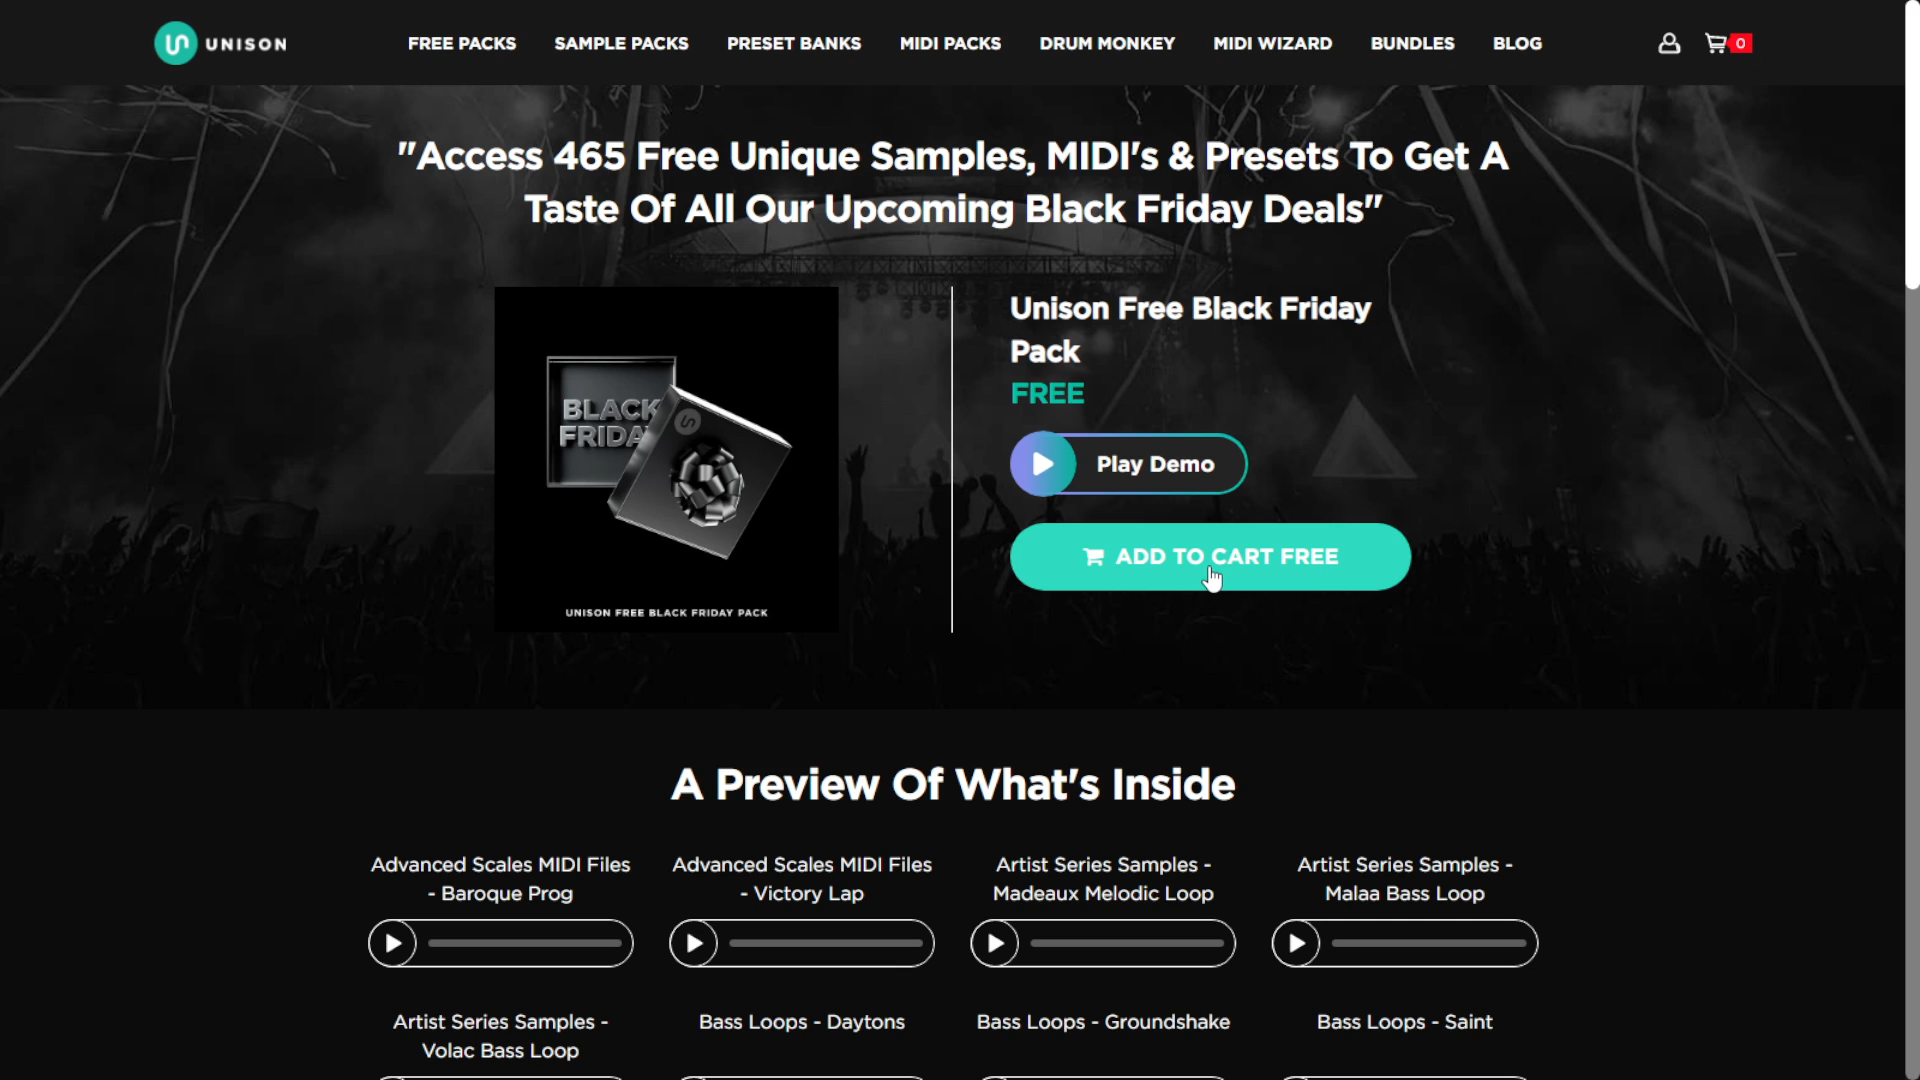 UNISON
FREE PACKS
SAMPLE PACKS
PRESET BANKS
MIDI PACKS
DRUM MONKEY
MIDI WIZARD
BUNDLES
BLOG
0
"Access 465 Free Unique Samples, MIDI's & Presets To Get A
Taste Of All Our Upcoming Black Friday Deals"
BLACK
FRIDA
UNISON FREE BLACK FRIDAY PACK
Unison Free Black Friday
Pack
FREE
Play Demo
ADD TO CART FREE
A Preview Of What's Inside
Advanced Scales MIDI Files
- Baroque Prog
Advanced Scales MIDI Files
- Victory Lap
Artist Series Samples -
Madeaux Melodic Loop
Artist Series Samples -
Malaa Bass Loop
Artist Series Samples -
Volac Bass Loop
Bass Loops - Daytons
Bass Loops - Groundshake
Bass Loops - Saint